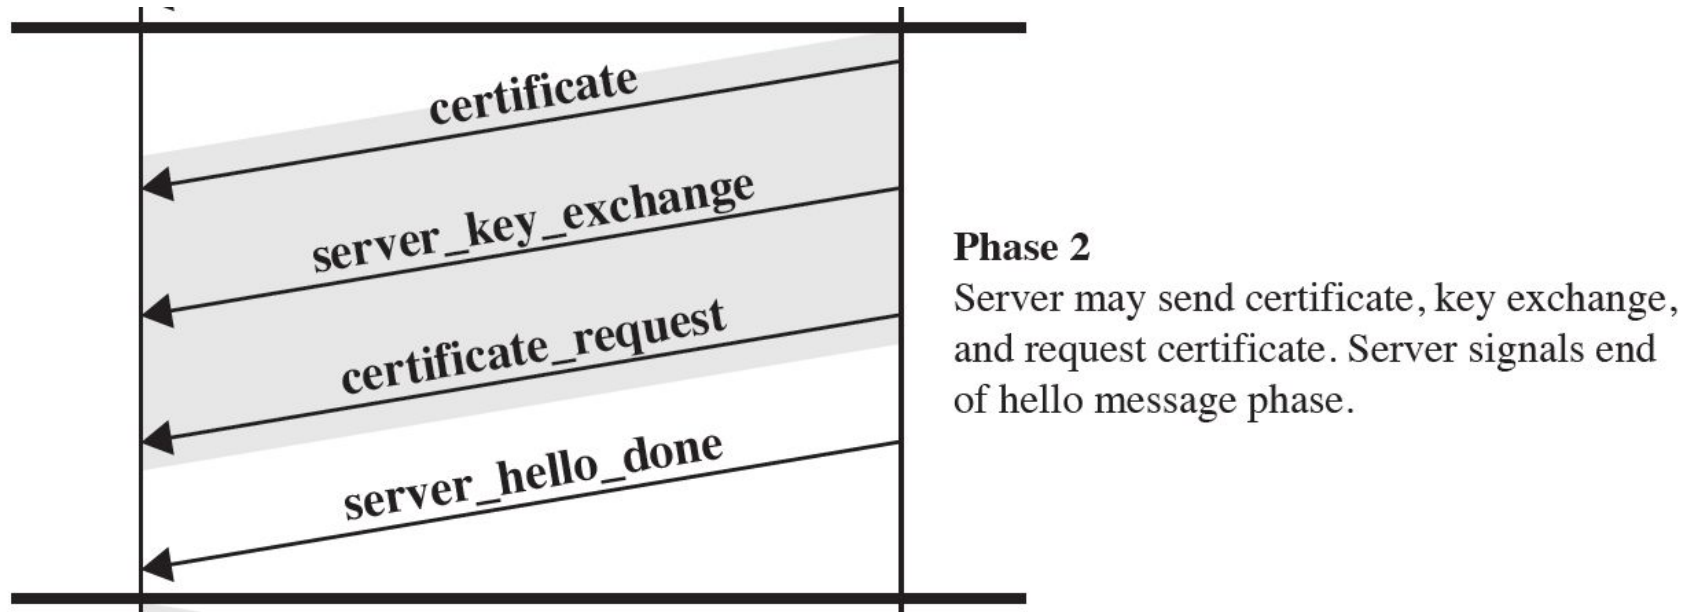 certificate
server_key_exchange
certificate_request
server_hello_done
Phase 2
Server may send certificate, key exchange,
and request certificate. Server signals end
of hello message phase.